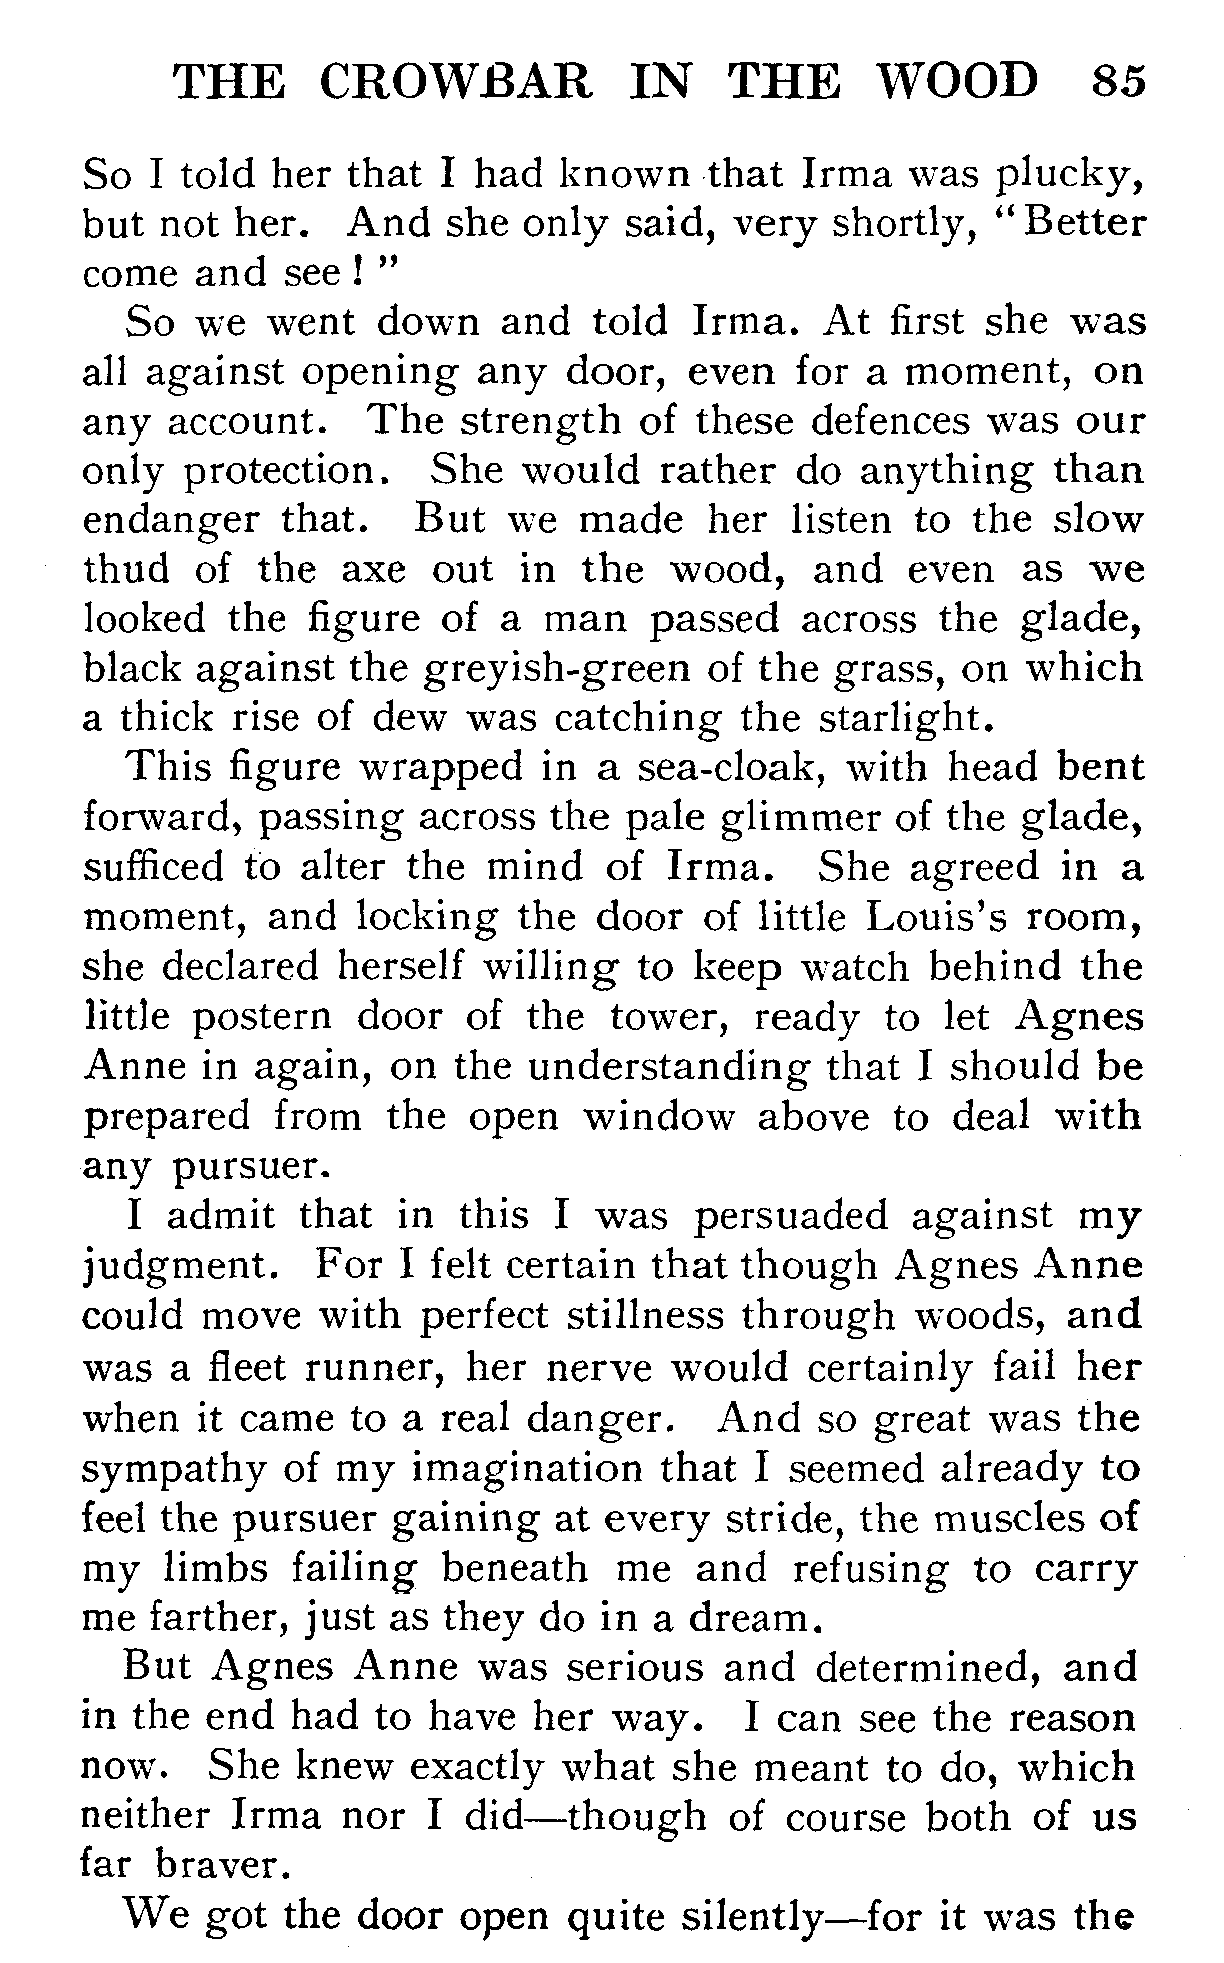 THE CROWBAR IN THE WOOD 85
So I told her that I had known that Irma was plucky,
but not her. And she only said, very shortly, “Better
come and see!”
So we went down and told Irma. At first she was
all against opening any door, even for a moment, on
any account. The strength of these defences was our
only protection. She would rather do anything than
endanger that. But we made her listen to the slow
thud of the axe out in the wood, and even as we
looked the figure of a man passed across the glade,
black against the greyish-green of the grass, on which
a thick rise of dew was catching the starlight.
This figure wrapped in a sea-cloak, with head bent
forward, passing across the pale glimmer of the glade,
sufficed to alter the mind of Irma. She agreed in a
moment, and locking the door of little Louis’s room,
she declared herself willing to keep watch behind the
little postern door of the tower, ready to let Agnes
Anne in again, on the understanding that I should be
prepared from the open window above to deal with
any pursuer.
I admit that in this I was persuaded against my
judgment. For I felt certain that though Agnes Anne
could move with perfect stillness through woods, and
was a fleet runner, her nerve would certainly fail her
when it came to a real danger. And so great was the
sympathy of my imagination that I seemed already to
feel the pursuer gaining at every stride, the muscles of
my limbs failing beneath me and refusing to carry
me farther, just as they do in a dream.
But Agnes Anne was serious and determined, and
in the end had to have her way. I can see the reason
now. She knew exactly what she meant to do, which
neither Irma nor I did—though of course both of us
far braver.
We got the door open quite silently—for it was the